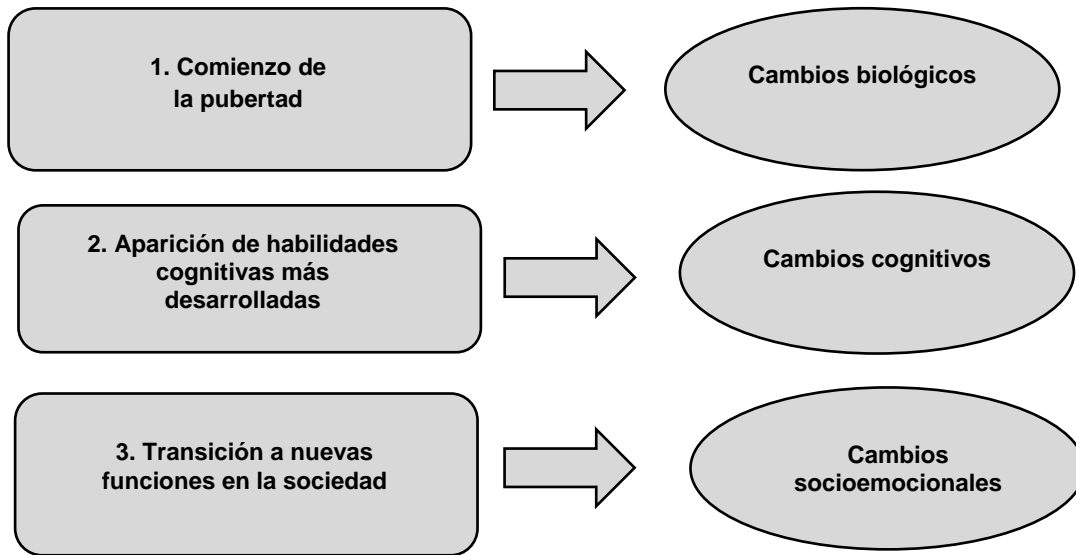 1. Comienzo de
la pubertad
Cambios biológicos
2. Aparición de habilidades
cognitivas más
desarrolladas
Cambios cognitivos
3. Transición a nuevas
funciones en la sociedad
Cambios
socioemocionales